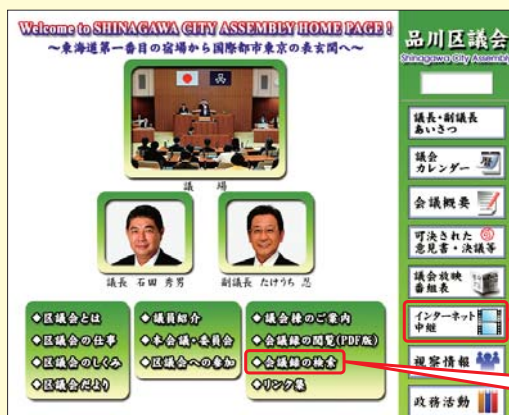 Welcome to SHINAGAWA CITY ASSEMBLY HOME PAGE !
～東海道第一番目の宿場から国際都市東京の表玄関へ～
議 場
議長 石田 秀男
副議長 たけうち 忍
◆区議会とは
◆区議会の仕事
◆区議会のしくみ
◆区議会だより
◆議員紹介
◆本会議・委員会
◆区議会への参加
◆会議録のご案内
◆会議録の閲覧(PDF版)
◆会議録の検索
◆リンク集
品川区議会
Shinagawa City Assembly
議長・副議長
あいさつ
議会
カレンダー
会議概要
可決された
意見書・決議等
議会放映
番組表
インターネット
中継
視察情報
政務活動